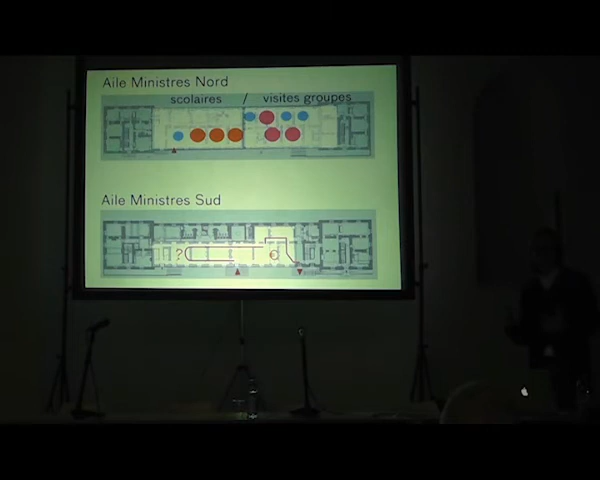 Aile Ministres Nord
scolaires / visites groupes
Aile Ministres Sud
?